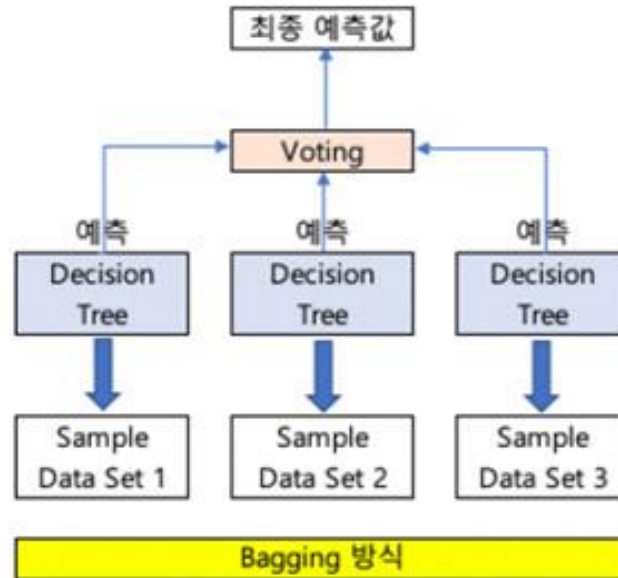 최종 예측값
Voting
예측 예측 예측
Decision Decision Decision
Tree Tree Tree
Sample Sample Sample
Data Set 1 Data Set 2 Data Set 3
Bagging 방식